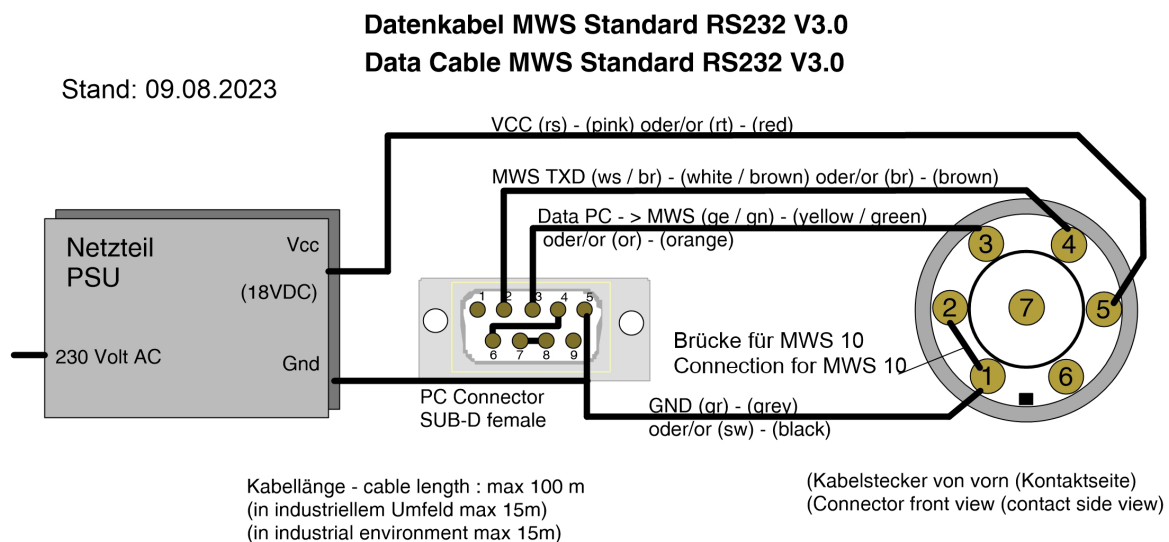 Datenkabel MWS Standard RS232 V3.0
Data Cable MWS Standard RS232 V3.0
Stand: 09.08.2023
VCC (rs) - (pink) oder/or (rt) - (red)
MWS TXD (ws / br) - (white / brown) oder/or (br) - (brown)
Data PC - > MWS (ge / gn) - (yellow / green)
oder/or (or) - (orange)
Netzteil
PSU
Vcc
(18VDC)
230 Volt AC
Gnd
1 2 3 4 5
6 7 8 9
PC Connector
SUB-D female
3 4
2 7 5
1 6
Brücke für MWS 10
Connection for MWS 10
GND (gr) - (grey)
oder/or (sw) - (black)
Kabellänge - cable length : max 100 m
(in industriellem Umfeld max 15m)
(in industrial environment max 15m)
(Kabelstecker von vorn (Kontaktseite)
(Connector front view (contact side view)